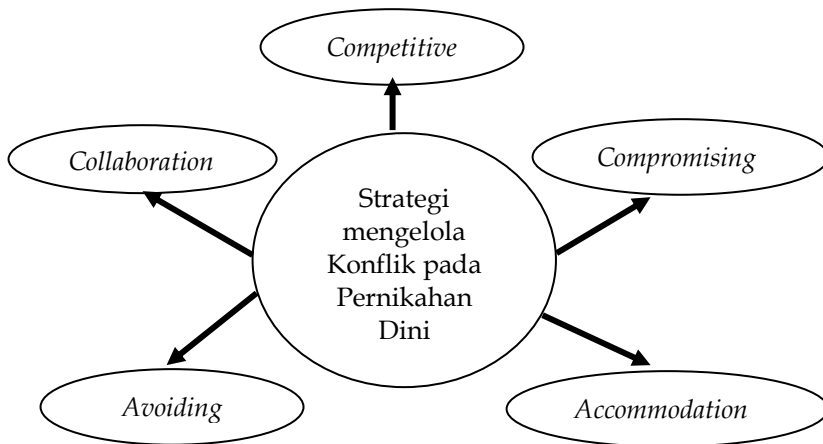 Competitive
Collaboration
Compromising
Strategi
mengelola
Konflik pada
Pernikahan
Dini
Avoiding
Accommodation